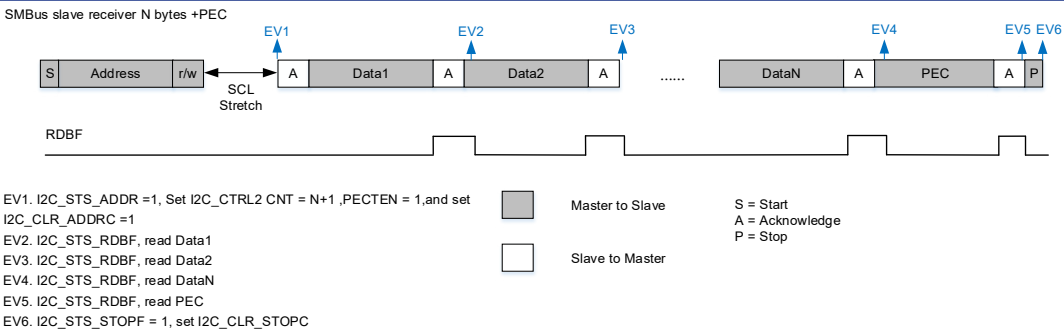 SMBus slave receiver N bytes +PEC
EV1 EV2 EV3 EV4 EV5 EV6
S Address r/w A Data1 A Data2 A ...... DataN A PEC A P
SCL
Stretch
RDBF
EV1. I2C_STS_ADDR =1, Set I2C_CTRL2 CNT = N+1 ,PECTEN = 1,and set
I2C_CLR_ADDRC =1
EV2. I2C_STS_RDBF, read Data1
EV3. I2C_STS_RDBF, read Data2
EV4. I2C_STS_RDBF, read DataN
EV5. I2C_STS_RDBF, read PEC
EV6. I2C_STS_STOPF = 1, set I2C_CLR_STOPC
Master to Slave
Slave to Master
S = Start
A = Acknowledge
P = Stop